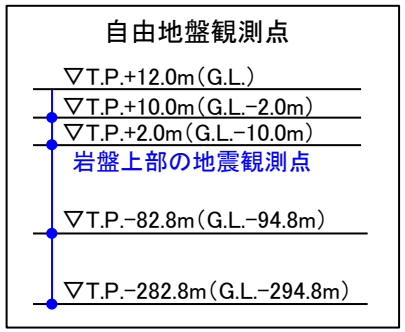 自由地盤観測点
▽T.P.+12.0m(G.L.)
▽T.P.+10.0m(G.L.-2.0m)
▽T.P.+2.0m(G.L.-10.0m)
岩盤上部の地震観測点
▽T.P.-82.8m(G.L.-94.8m)
▽T.P.-282.8m(G.L.-294.8m)